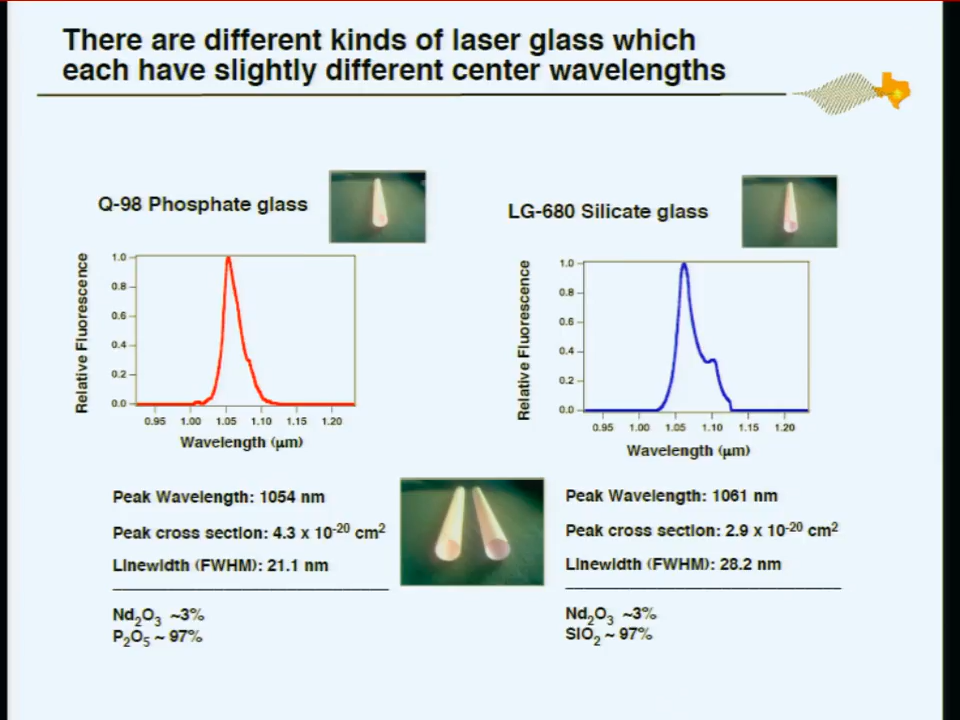 There are different kinds of laser glass which
each have slightly different center wavelengths
Q-98 Phosphate glass
Relative Fluorescence
1.0
0.8
0.6
0.4
0.2
0.0
0.95 1.00 1.05 1.10 1.15 1.20
Wavelength (µm)
Peak Wavelength: 1054 nm
Peak cross section: 4.3 x 10⁻²⁰ cm²
Linewidth (FWHM): 21.1 nm
Nd₂O₃ ~3%
P₂O₅ ~ 97%
LG-680 Silicate glass
Relative Fluorescence
1.0
0.8
0.6
0.4
0.2
0.0
0.95 1.00 1.05 1.10 1.15 1.20
Wavelength (µm)
Peak Wavelength: 1061 nm
Peak cross section: 2.9 x 10⁻²⁰ cm²
Linewidth (FWHM): 28.2 nm
Nd₂O₃ ~3%
SiO₂ ~ 97%